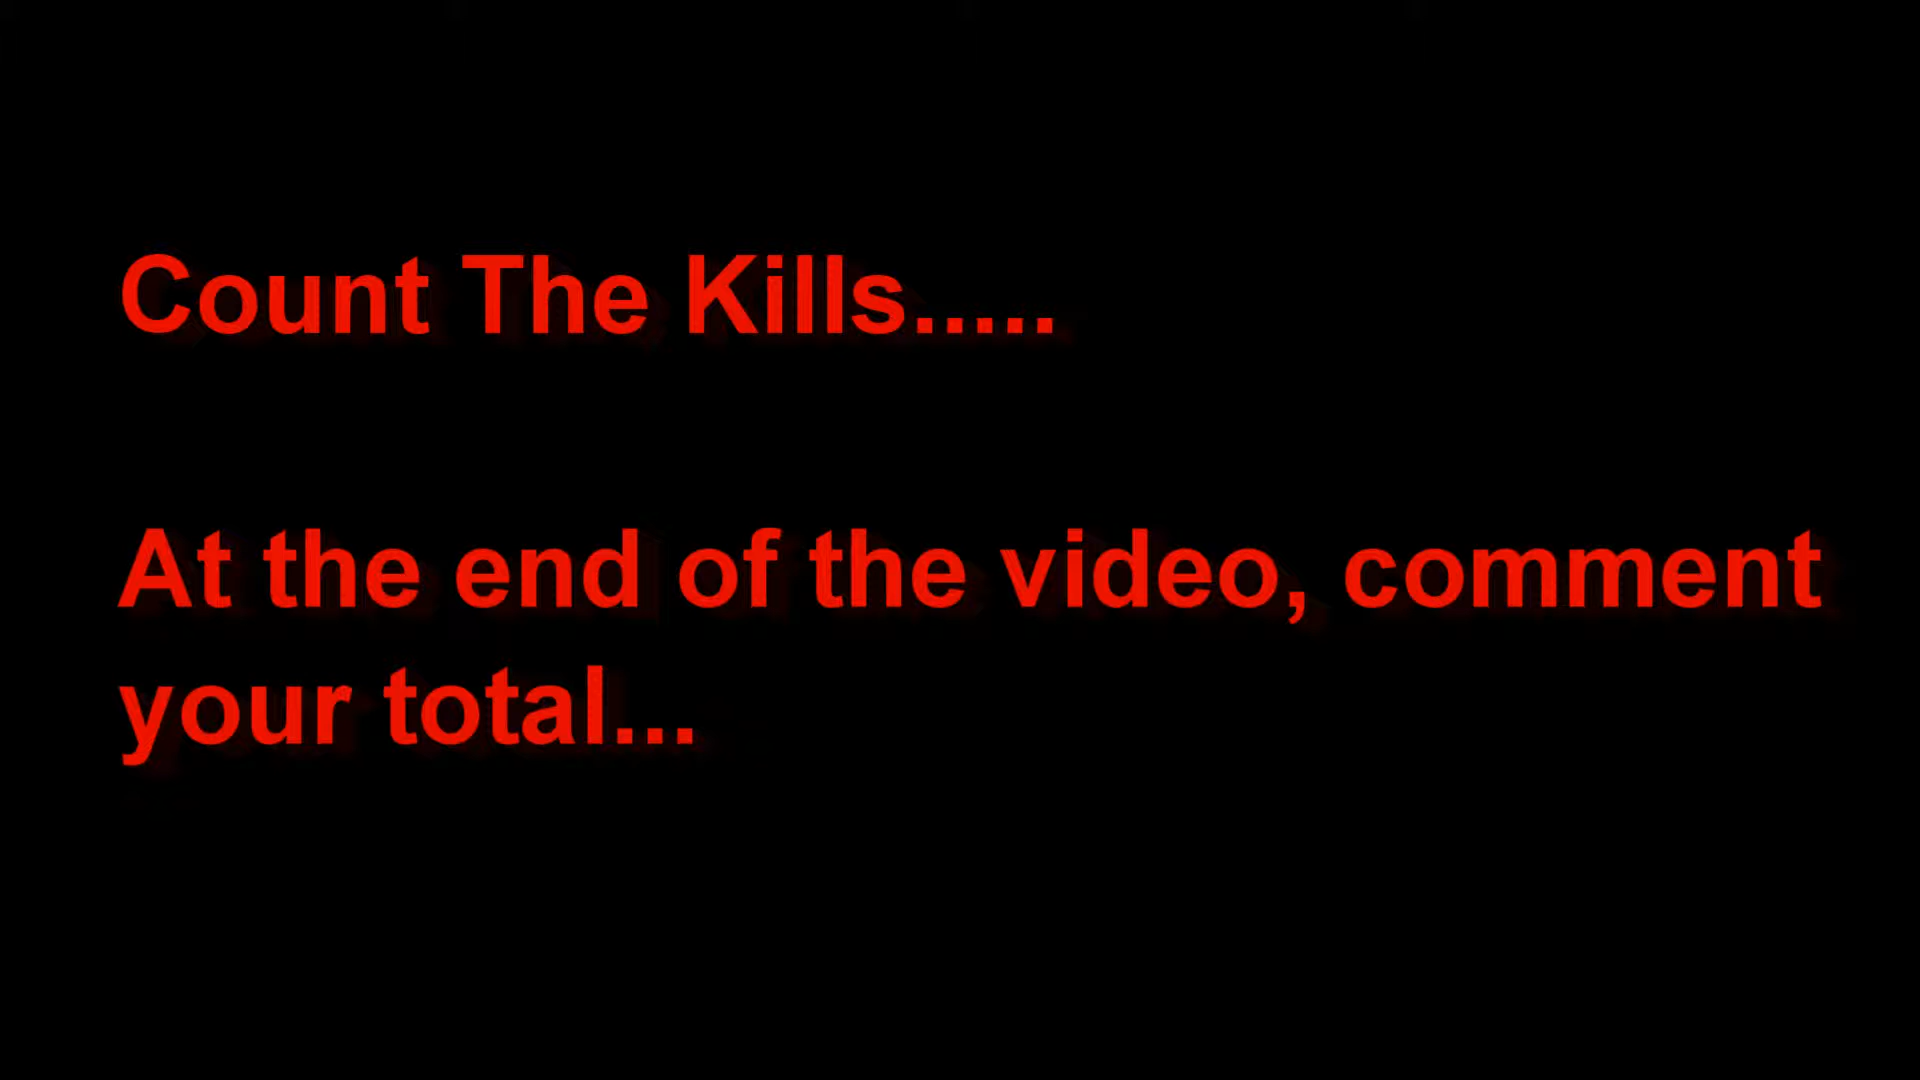 Count The Kills.....
At the end of the video, comment
your total...